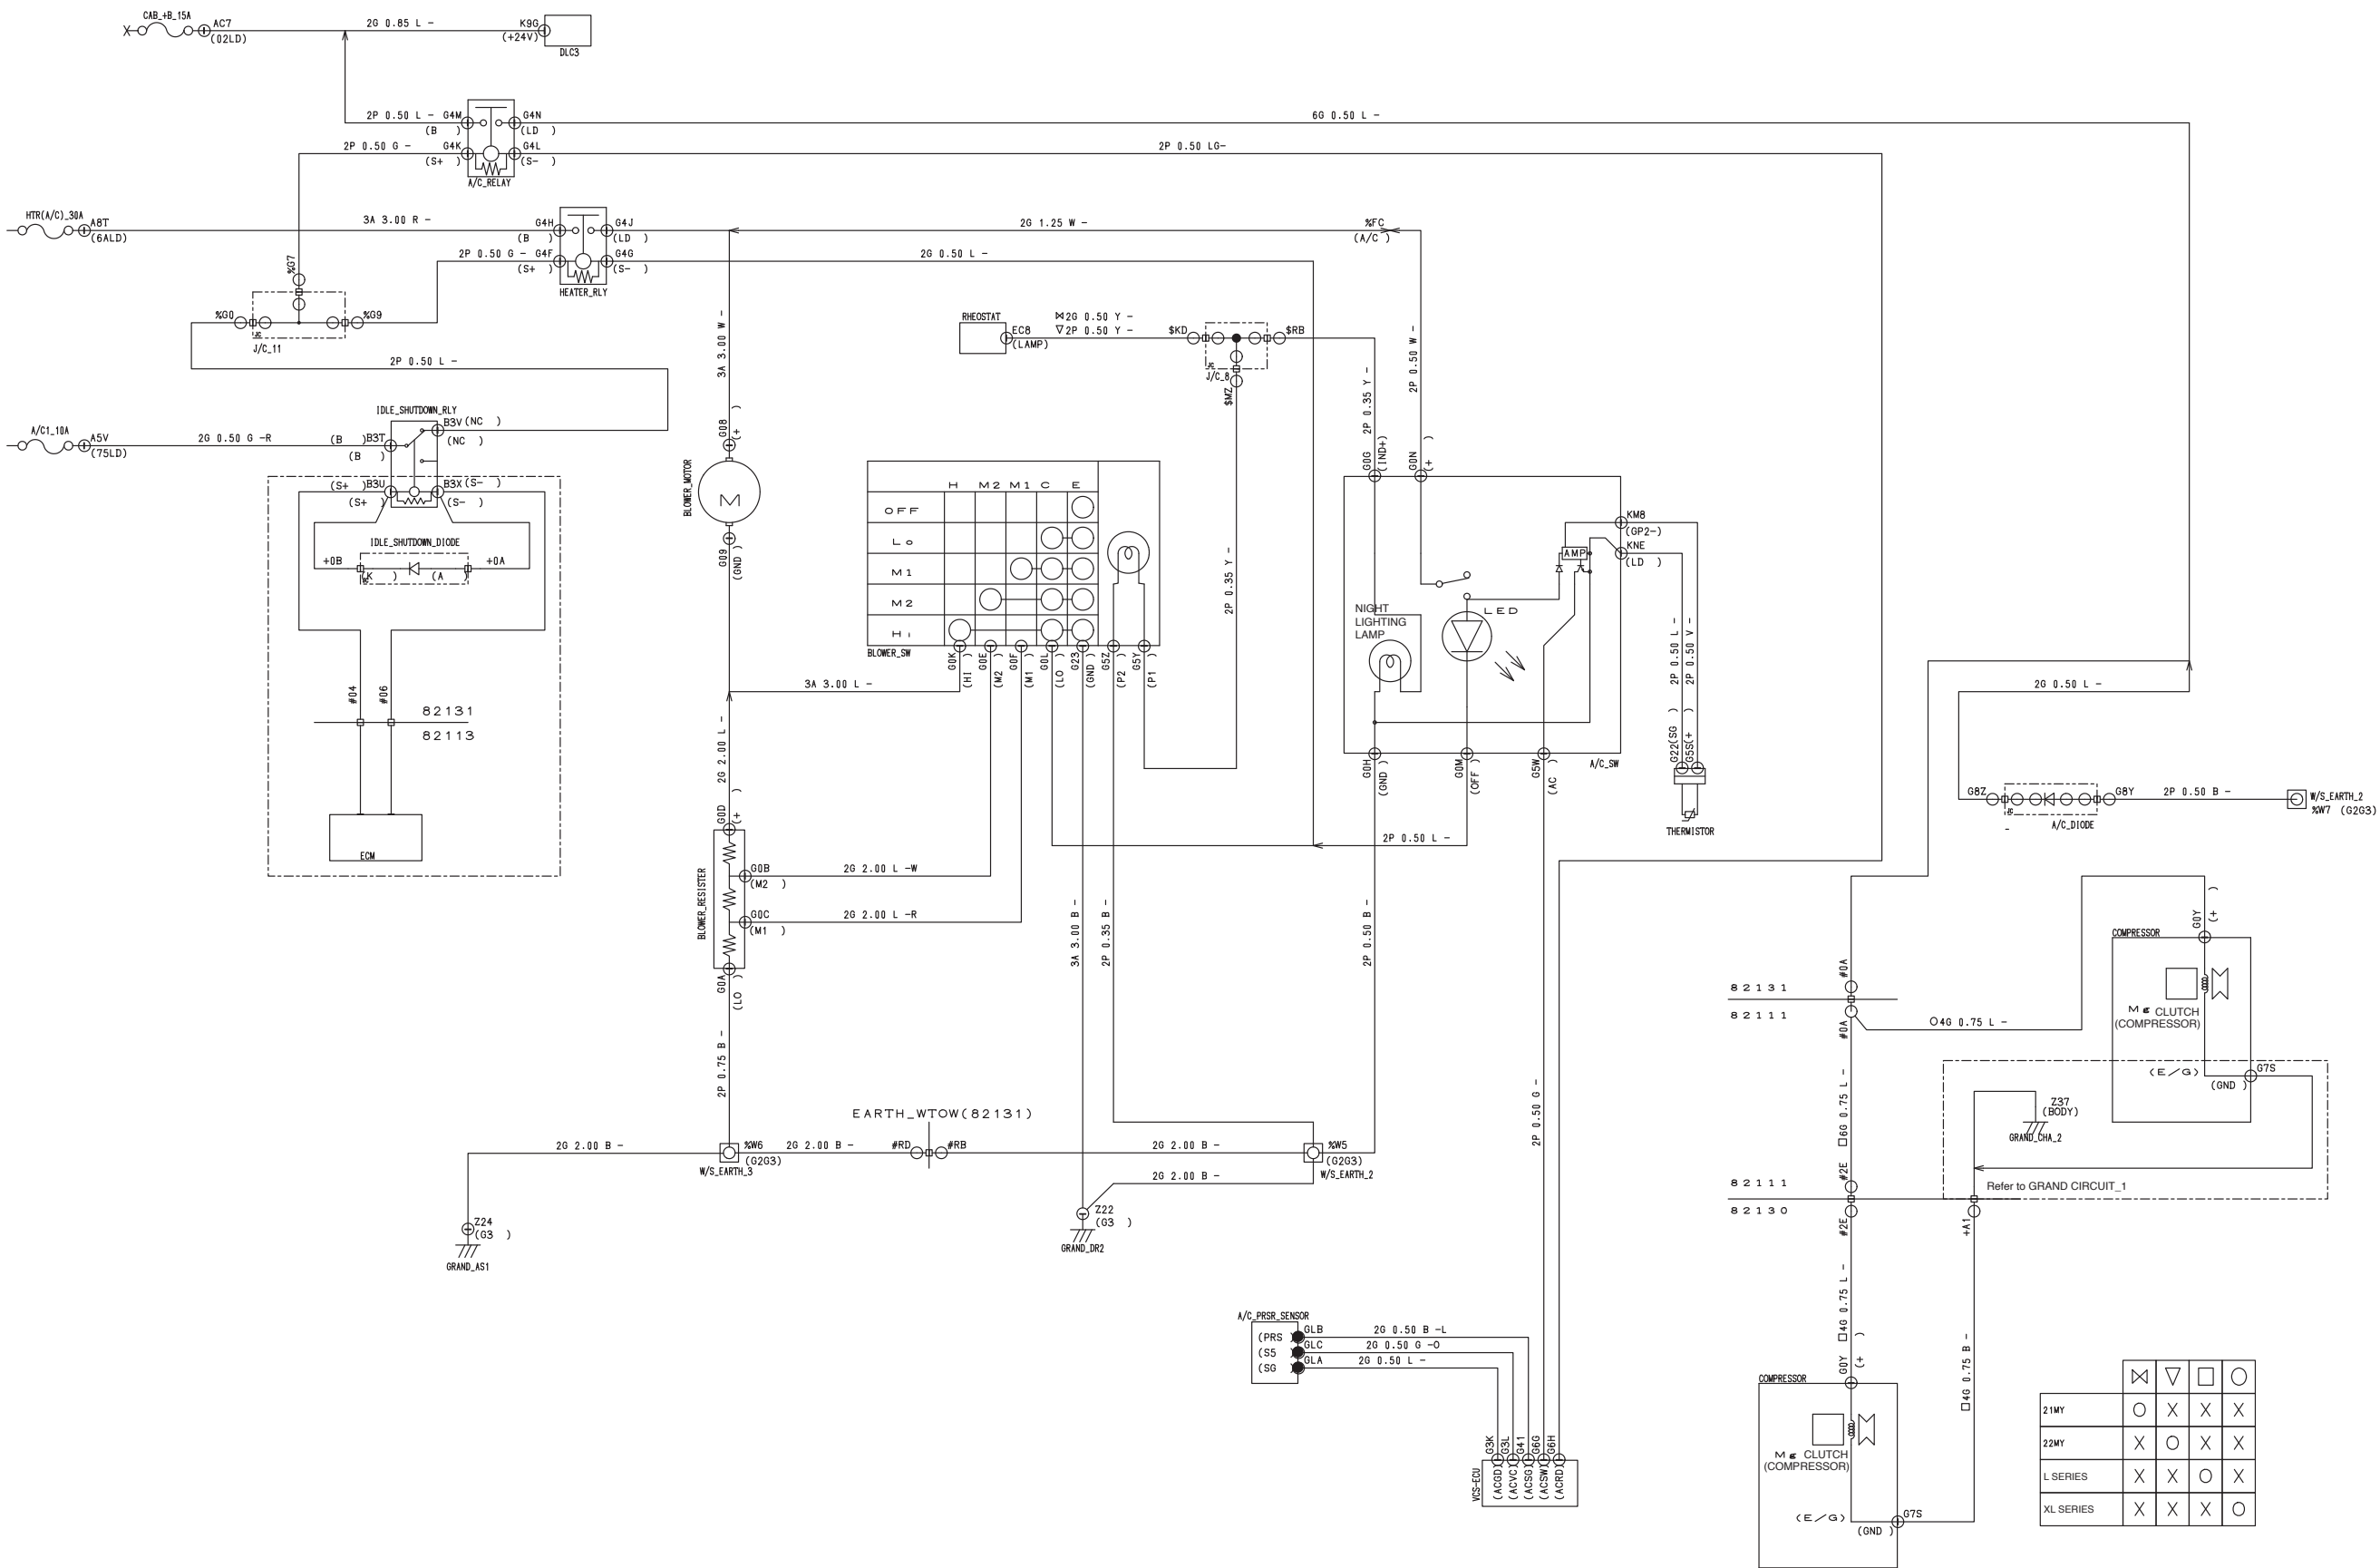 CAB_+B_15A
AC7
(02LD)
2G 0.85 L -
K9G
(+24V)
DLC3
2P 0.50 L -
G4M
(B )
G4N
(LD )
6G 0.50 L -
2P 0.50 G -
G4K
(S+ )
G4L
(S- )
2P 0.50 LG-
A/C_RELAY
HTR(A/C)_30A
A8T
(6ALD)
3A 3.00 R -
G4H
(B )
G4J
(LD )
2G 1.25 W -
%FC
(A/C )
2P 0.50 G -
G4F
(S+ )
G4G
(S- )
2G 0.50 L -
HEATER_RLY
%G7
%G0
%G9
J/C_11
2P 0.50 L -
RHEOSTAT
EC8
(LAMP)
⋈2G 0.50 Y -
▽2P 0.50 Y -
$KD
$RB
J/C_8
$MZ
3A 3.00 W -
2P 0.35 Y -
2P 0.50 W -
A/C1_10A
A5V
(75LD)
2G 0.50 G -R
IDLE_SHUTDOWN_RLY
(B )B3T
(B )
B3V(NC )
(NC )
(S+ )B3U
(S+ )
B3X(S- )
(S- )
IDLE_SHUTDOWN_DIODE
+0B
(K )
(A )
+0A
#04
#06
82131
82113
ECM
G08
(+ )
BLOWER_MOTOR
M
G09
(GND )
H M2 M1 C E
OFF
Lo
M1
M2
Hi
BLOWER_SW
G0K
(HI )
G0E
(M2 )
G0F
(M1 )
G0L
(LO )
G23
(GND )
G5Z
(P2 )
G5Y
(P1 )
2P 0.35 Y -
G0G
(IND+)
G0N
(+ )
KM8
(GP2-)
KNE
(LD )
AMP
LED
NIGHT
LIGHTING
LAMP
G0H
(GND )
G0M
(OFF )
G5W
(AC )
A/C_SW
2P 0.50 L -
2P 0.50 V -
G22(SG )
G5S(+ )
THERMISTOR
3A 3.00 L -
2G 2.00 L -
G0D
(+ )
BLOWER_RESISTER
G0B
(M2 )
2G 2.00 L -W
G0C
(M1 )
2G 2.00 L -R
G0A
(LO )
2P 0.50 L -
2G 0.50 L -
G8Z
G8Y
A/C_DIODE
2P 0.50 B -
W/S_EARTH_2
%W7 (G2G3)
3A 3.00 B -
2P 0.35 B -
2P 0.50 B -
2P 0.75 B -
2P 0.50 G -
EARTH_WTOW(82131)
2G 2.00 B -
%W6
(G2G3)
W/S_EARTH_3
2G 2.00 B -
#RD
#RB
2G 2.00 B -
%W5
(G2G3)
W/S_EARTH_2
2G 2.00 B -
Z24
(G3 )
GRAND_AS1
Z22
(G3 )
GRAND_DR2
#0A
82131
82111
#0A
○4G 0.75 L -
G0Y
(+ )
COMPRESSOR
Mg CLUTCH
(COMPRESSOR)
(E/G)
G7S
(GND )
Z37
(BODY)
GRAND_CHA_2
Refer to GRAND CIRCUIT_1
□6G 0.75 L -
#2E
82111
82130
#2E
+A1
□4G 0.75 L -
□4G 0.75 B -
G0Y
(+ )
COMPRESSOR
Mg CLUTCH
(COMPRESSOR)
(E/G)
G7S
(GND )
A/C_PRSR_SENSOR
(PRS )
GLB
2G 0.50 B -L
(S5 )
GLC
2G 0.50 G -O
(SG )
GLA
2G 0.50 L -
VCS-ECU
G3K
(ACGD)
G3L
(ACVC)
G41
(ACSG)
G6G
(ACSW)
G6H
(ACRD)
⋈ ▽ □ ○
21MY ○ X X X
22MY X ○ X X
L SERIES X X ○ X
XL SERIES X X X ○